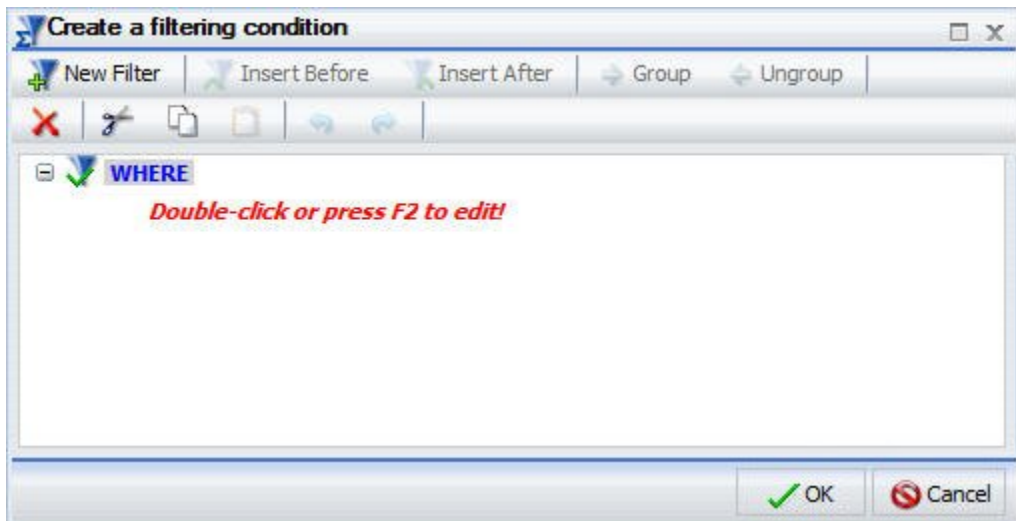 Create a filtering condition
New Filter Insert Before Insert After Group Ungroup
WHERE
Double-click or press F2 to edit!
OK Cancel